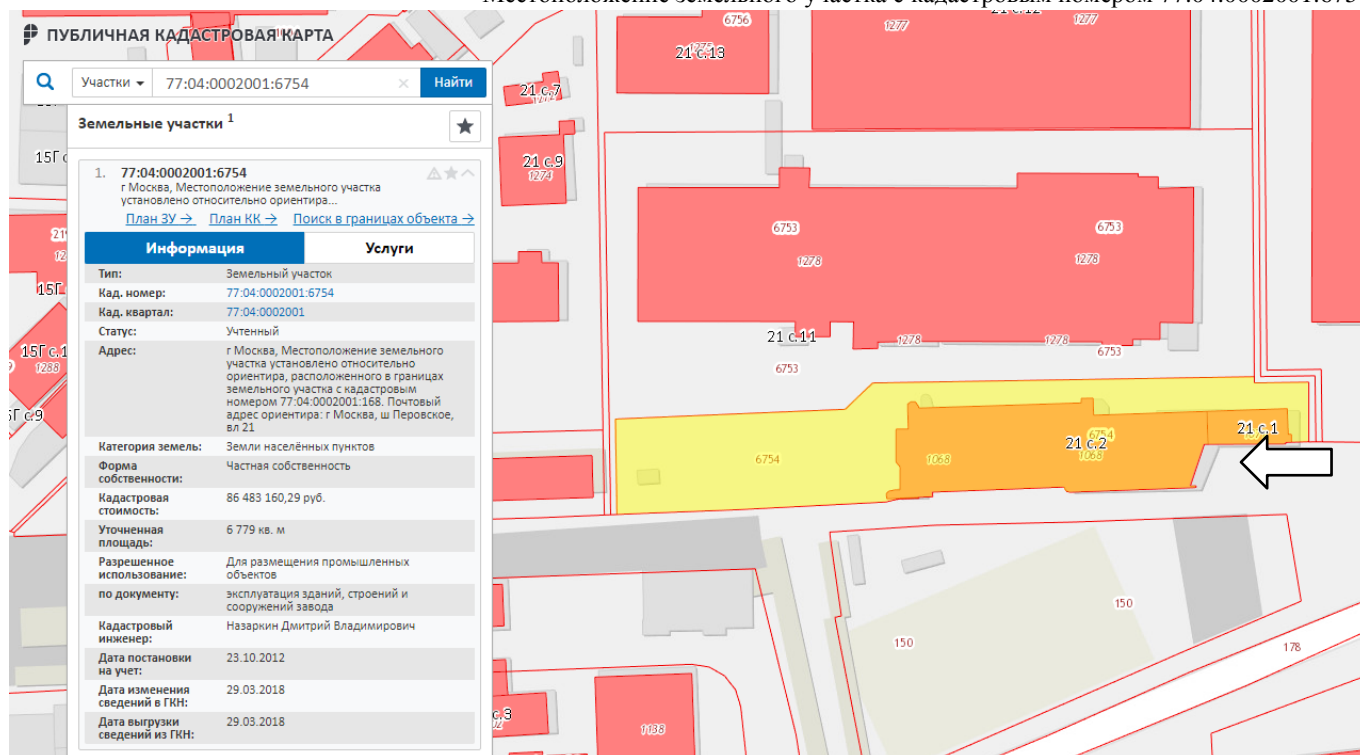 ПУБЛИЧНАЯ КАДАСТРОВАЯ КАРТА
Участки
77:04:0002001:6754
×
Найти
Земельные участки 1
1. 77:04:0002001:6754
г Москва, Местоположение земельного участка
установлено относительно ориентира...
План ЗУ → План КК → Поиск в границах объекта →
Информация Услуги
Тип: Земельный участок
Кад. номер: 77:04:0002001:6754
Кад. квартал: 77:04:0002001
Статус: Учтенный
Адрес: г Москва, Местоположение земельного
участка установлено относительно
ориентира, расположенного в границах
земельного участка с кадастровым
номером 77:04:0002001:168. Почтовый
адрес ориентира: г Москва, ш Перовское,
вл 21
Категория земель: Земли населённых пунктов
Форма Частная собственность
собственности:
Кадастровая 86 483 160,29 руб.
стоимость:
Уточненная 6 779 кв. м
площадь:
Разрешенное Для размещения промышленных
использование: объектов
по документу: эксплуатация зданий, строений и
сооружений завода
Кадастровый Назаркин Дмитрий Владимирович
инженер:
Дата постановки 23.10.2012
на учет:
Дата изменения 29.03.2018
сведений в ГКН:
Дата выгрузки 29.03.2018
сведений из ГКН:
6756
1277
1277
21 с.13
21 с.7
21 с.9
1274
6753
6753
1278
1278
21 с.11
1278
1278
6753
6753
21 с.1
21 с.2
6754
6754
1068
1068
150
150
178
1138
15Г с.1
1288